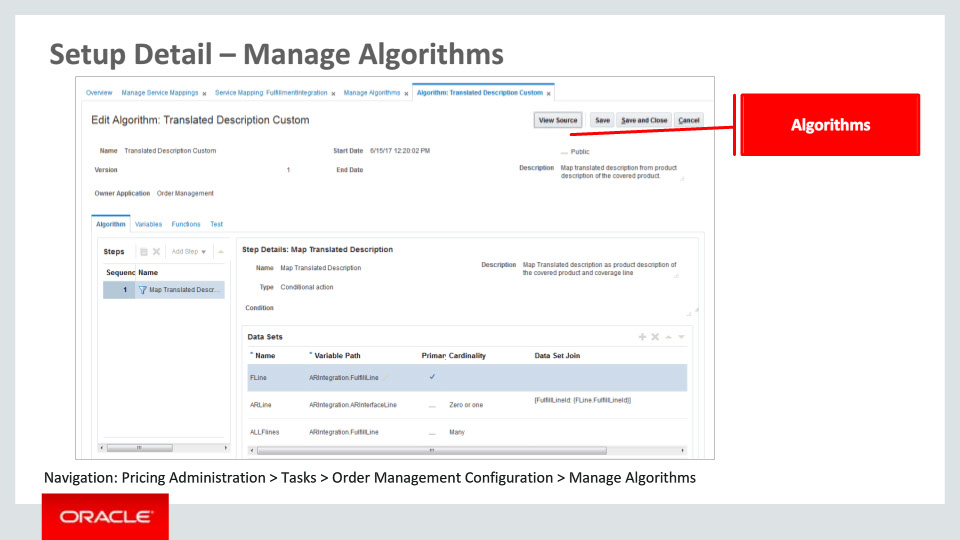 Setup Detail – Manage Algorithms
Overview Manage Service Mappings x Service Mapping: FulfillmentIntegration x Manage Algorithms x Algorithm: Translated Description Custom x
Edit Algorithm: Translated Description Custom
View Source Save Save and Close Cancel
Algorithms
Name Translated Description Custom
Start Date 6/15/17 12:20:02 PM
Public
Version 1
End Date
Description Map translated description from product
description of the covered product
Owner Application Order Management
Algorithm Variables Functions Test
Steps Add Step
Sequenc Name
1 Map Translated Descr...
Step Details: Map Translated Description
Name Map Translated Description
Description Map Translated description as product description of
the covered product and coverage line
Type Conditional action
Condition
Data Sets
* Name * Variable Path Primar Cardinality Data Set Join
FLine ARIntegration.FulfillLine ✓
ARLine ARIntegration.ARInterfaceLine Zero or one [FulfillLineId: {FLine.FulfillLineId}]
ALLFlines ARIntegration.FulfillLine Many
Navigation: Pricing Administration > Tasks > Order Management Configuration > Manage Algorithms
ORACLE